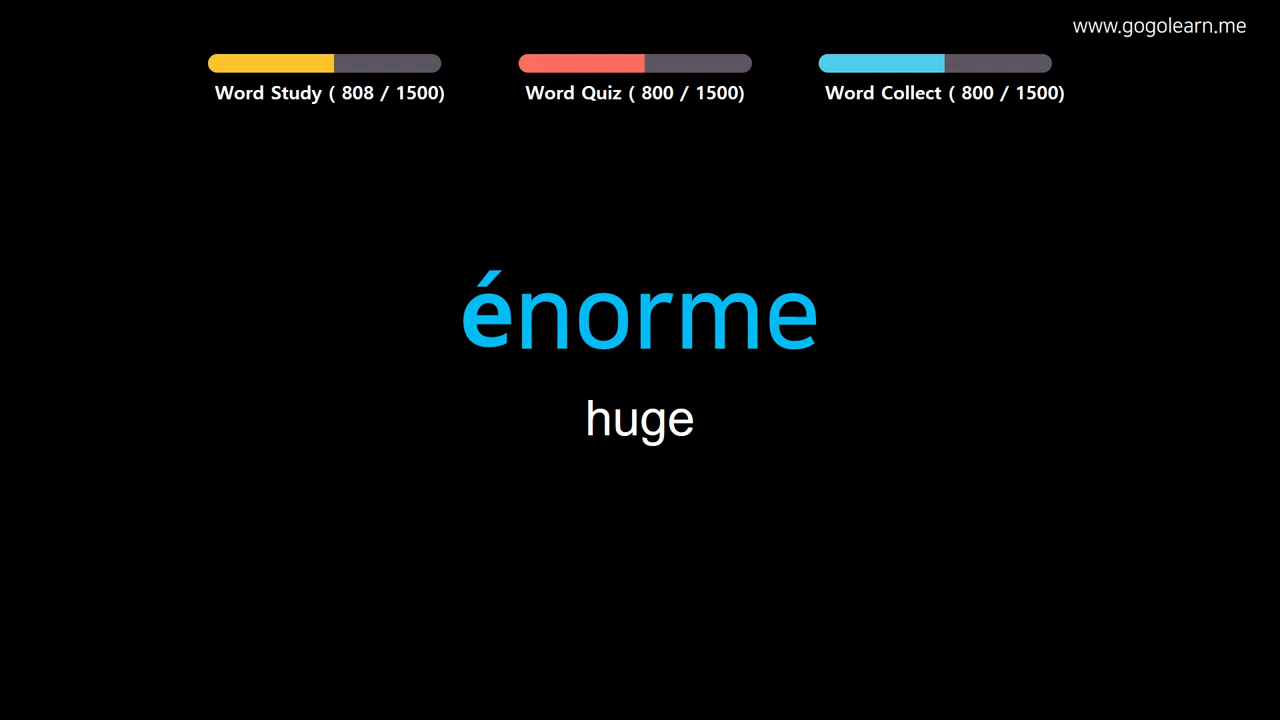 www.gogolearn.me
Word Study ( 808 / 1500)
Word Quiz ( 800 / 1500)
Word Collect ( 800 / 1500)
énorme
huge